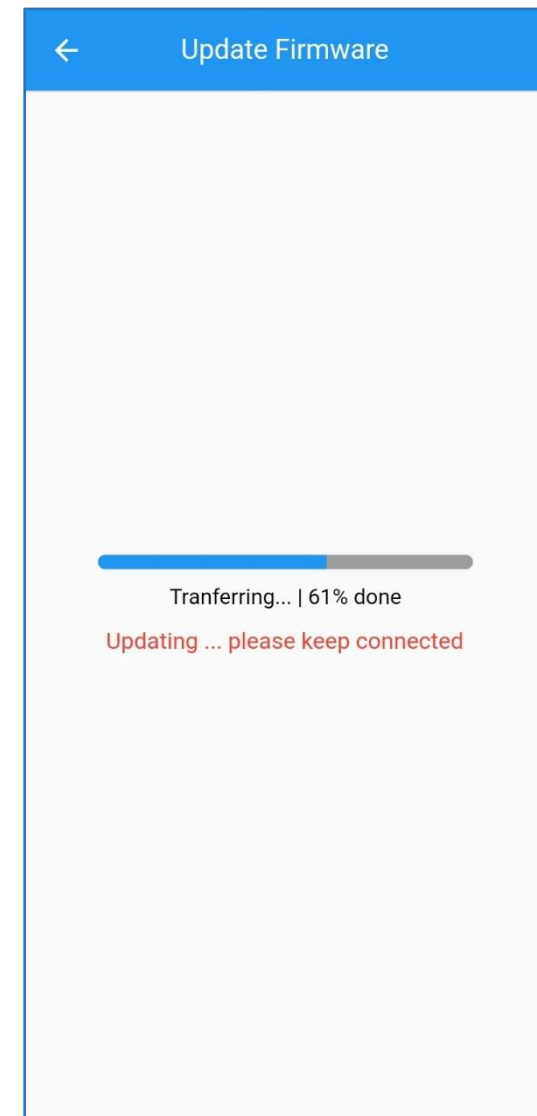 Update Firmware
Tranferring... | 61% done
Updating ... please keep connected